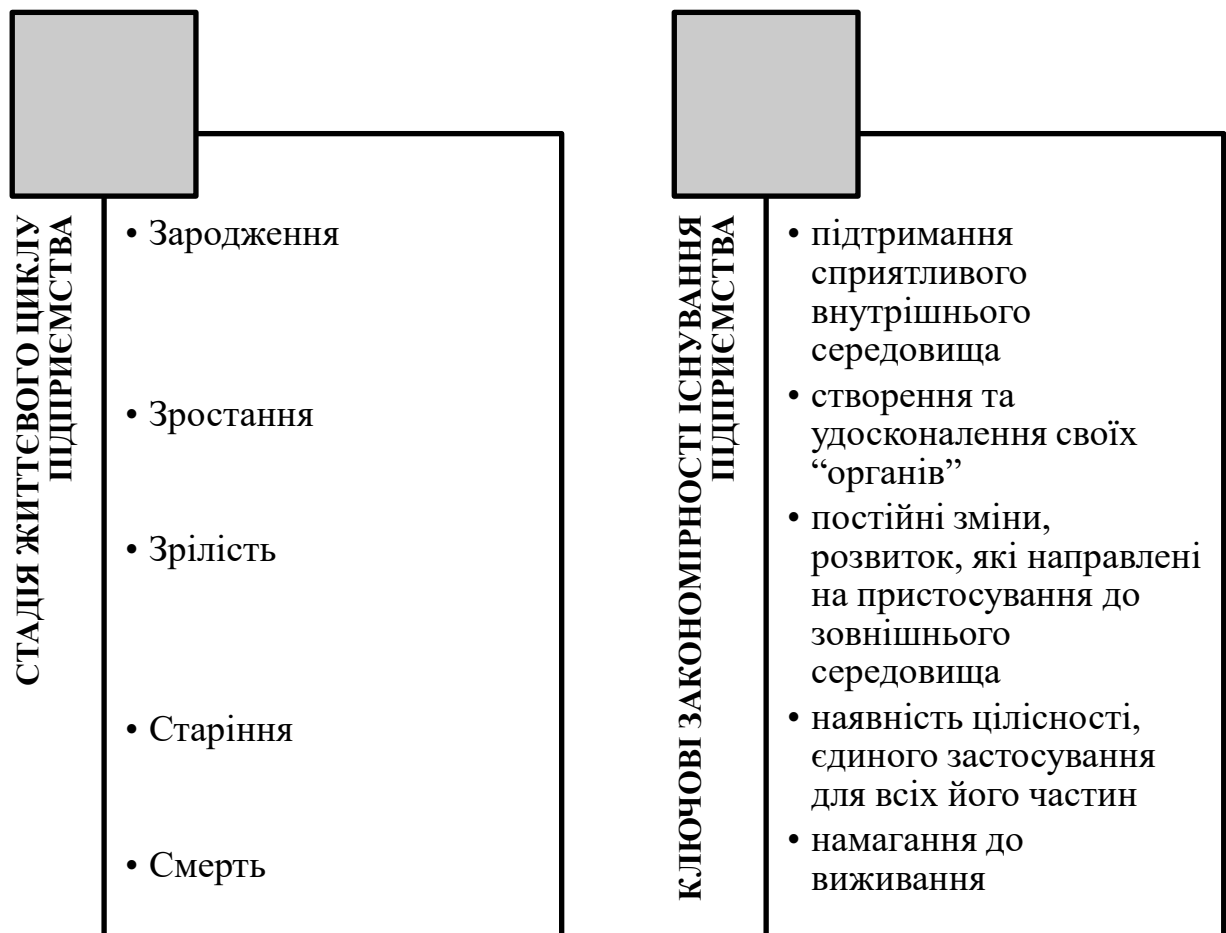 СТАДІЯ ЖИТТЄВОГО ЦИКЛУ
ПІДПРИЄМСТВА
• Зародження
• Зростання
• Зрілість
• Старіння
• Смерть
КЛЮЧОВІ ЗАКОНОМІРНОСТІ ІСНУВАННЯ
ПІДПРИЄМСТВА
• підтримання
сприятливого
внутрішнього
середовища
• створення та
удосконалення своїх
“органів”
• постійні зміни,
розвиток, які направлені
на пристосування до
зовнішнього
середовища
• наявність цілісності,
єдиного застосування
для всіх його частин
• намагання до
виживання